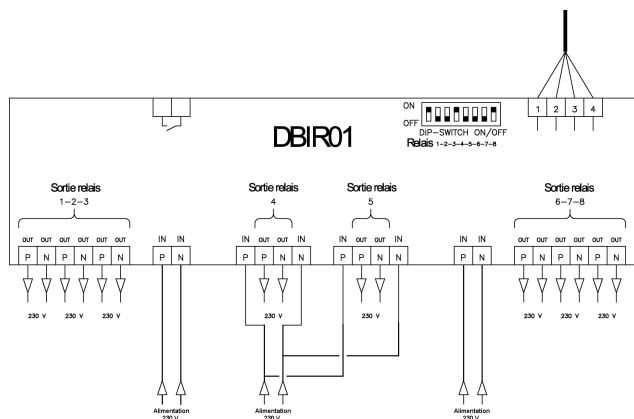 ON
OFF
1 2 3 4
DBIR01
DIP-SWITCH ON/OFF
Relais 1-2-3-4-5-6-7-8
Sortie relais
1-2-3
Sortie relais
4
Sortie relais
5
Sortie relais
6-7-8
OUT OUT OUT OUT OUT OUT IN IN IN OUT OUT IN IN OUT OUT IN IN IN OUT OUT OUT OUT OUT OUT
P N P N P N P N P P N N P P N N P N P N P N P N
230 V 230 V 230 V 230 V 230 V 230 V 230 V 230 V
Alimentation
230 V
Alimentation
230 V
Alimentation
230 V